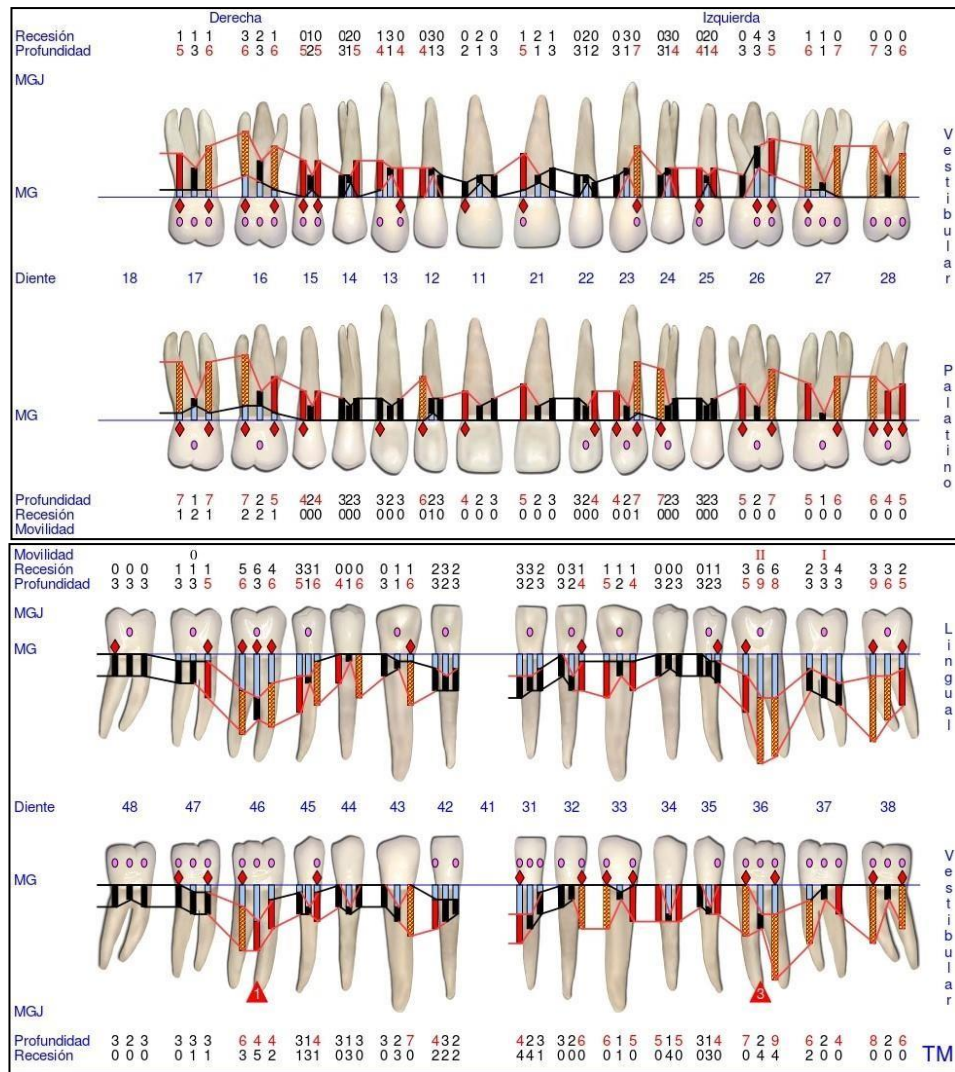 Derecha Izquierda
Recesión 1 1 1 3 2 1 010 020 1 3 0 030 0 2 0 1 2 1 020 0 3 0 030 020 0 4 3 1 1 0 0 0 0
Profundidad 5 3 6 6 3 6 525 315 4 1 4 413 2 1 3 5 1 3 312 3 1 7 314 414 3 3 5 6 1 7 7 3 6
MGJ
MG
Vestibular
Diente 18 17 16 15 14 13 12 11 21 22 23 24 25 26 27 28
MG
Palatino
Profundidad 7 1 7 7 2 5 424 323 3 2 3 623 4 2 3 5 2 3 324 4 2 7 723 323 5 2 7 5 1 6 6 4 5
Recesión 1 2 1 2 2 1 000 000 0 0 0 010 0 0 0 0 0 0 000 0 0 1 000 000 0 0 0 0 0 0 0 0 0
Movilidad
Movilidad 0 II I
Recesión 0 0 0 1 1 1 5 6 4 331 000 0 1 1 232 332 031 1 1 1 000 011 3 6 6 2 3 4 3 3 2
Profundidad 3 3 3 3 3 5 6 3 6 516 416 3 1 6 323 323 324 5 2 4 323 323 5 9 8 3 3 3 9 6 5
MGJ
MG
Lingual
Diente 48 47 46 45 44 43 42 41 31 32 33 34 35 36 37 38
MG
Vestibular
1 3
MGJ
Profundidad 3 2 3 3 3 3 6 4 4 314 313 3 2 7 432 423 326 6 1 5 515 314 7 2 9 6 2 4 8 2 6
Recesión 0 0 0 0 1 1 3 5 2 131 030 0 3 0 222 441 000 0 1 0 040 030 0 4 4 2 0 0 0 0 0
TM